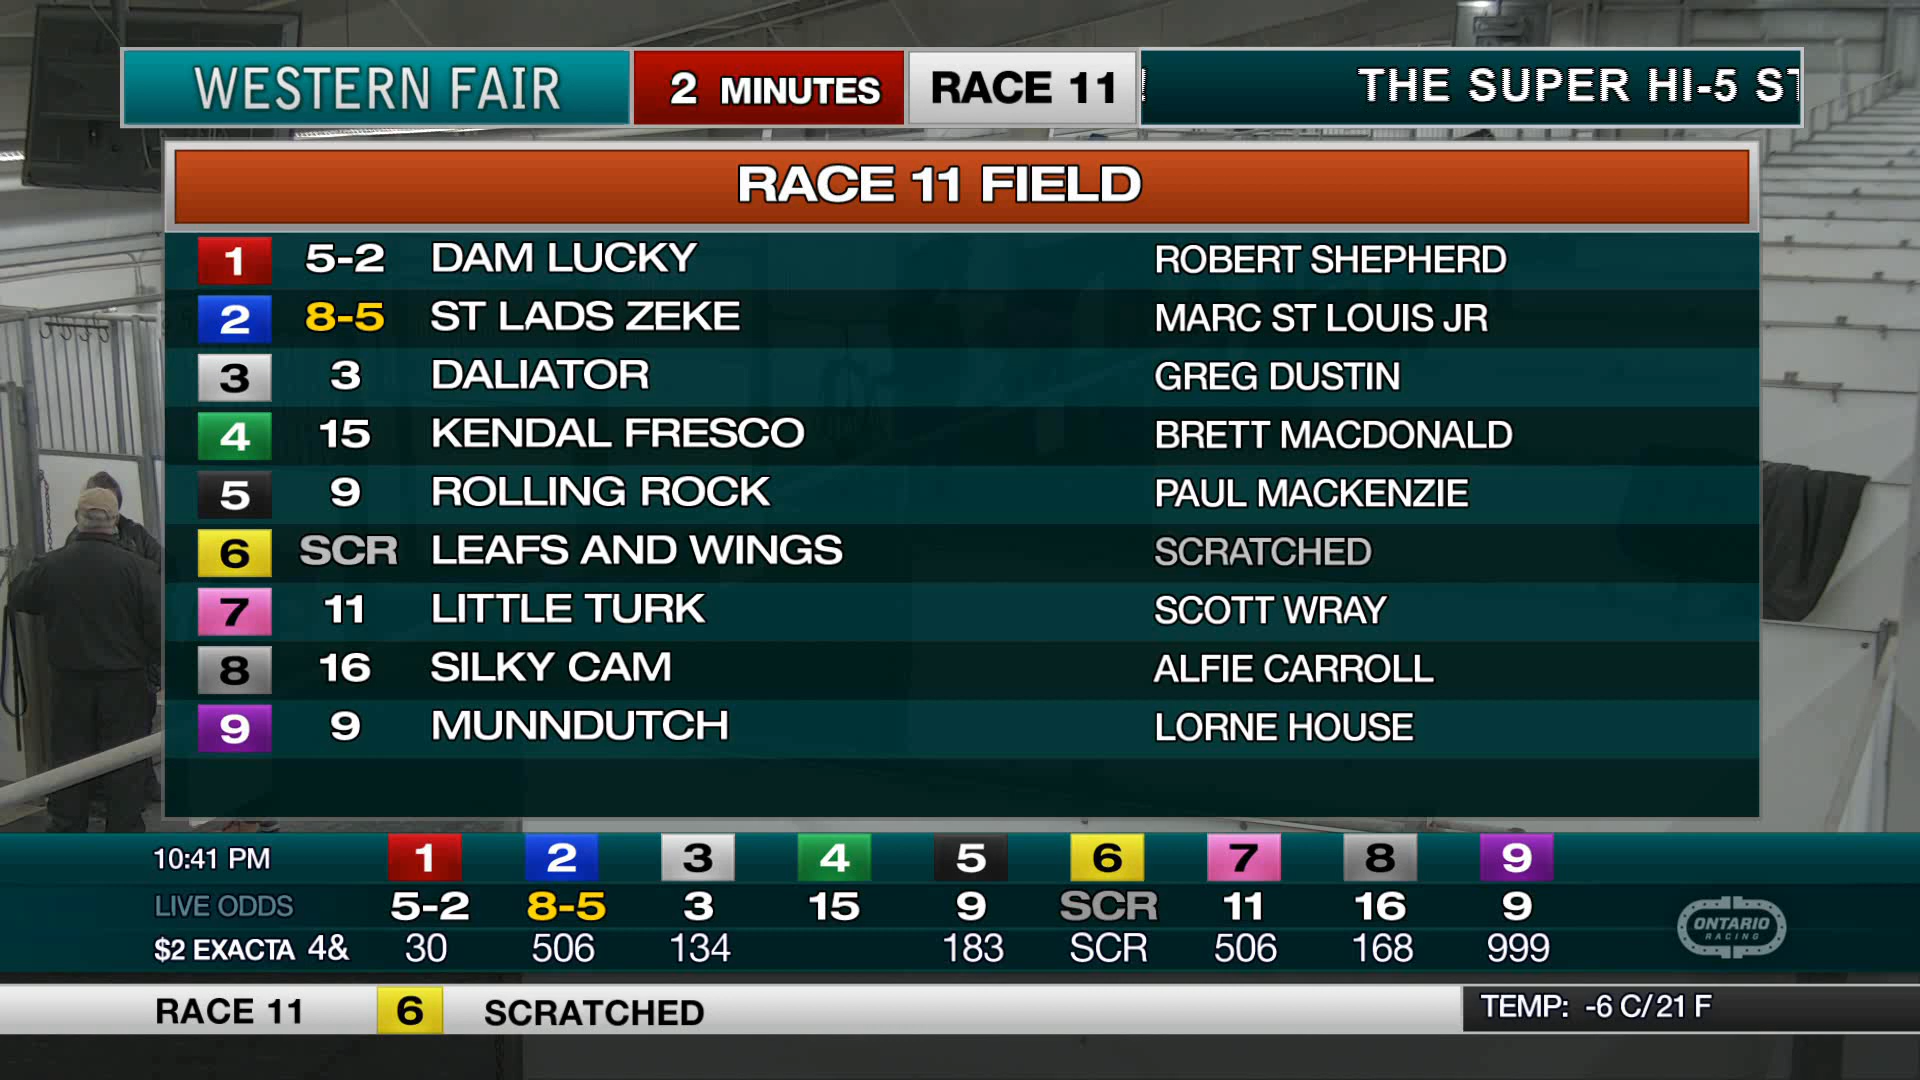 WESTERN FAIR 2 MINUTES RACE 11 THE SUPER HI-5
RACE 11 FIELD
1 5-2 DAM LUCKY ROBERT SHEPHERD
2 8-5 ST LADS ZEKE MARC ST LOUIS JR
3 3 DALIATOR GREG DUSTIN
4 15 KENDAL FRESCO BRETT MACDONALD
5 9 ROLLING ROCK PAUL MACKENZIE
6 SCR LEAFS AND WINGS SCRATCHED
7 11 LITTLE TURK SCOTT WRAY
8 16 SILKY CAM ALFIE CARROLL
9 9 MUNNDUTCH LORNE HOUSE
10:41 PM 1 2 3 4 5 6 7 8 9
LIVE ODDS 5-2 8-5 3 15 9 SCR 11 16 9
$2 EXACTA 4& 30 506 134 183 SCR 506 168 999
ONTARIO
RACING
RACE 11 6 SCRATCHED TEMP: -6 C/21 F